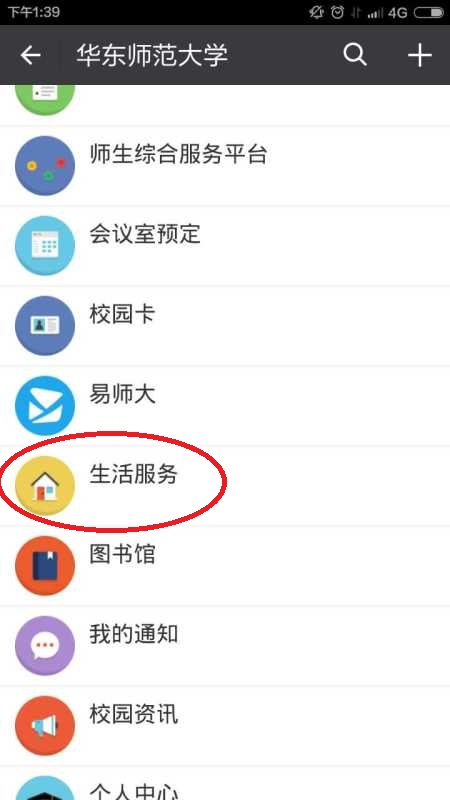 下午1:39
4G
华东师范大学
师生综合服务平台
会议室预定
校园卡
易师大
生活服务
图书馆
我的通知
校园资讯
个人中心